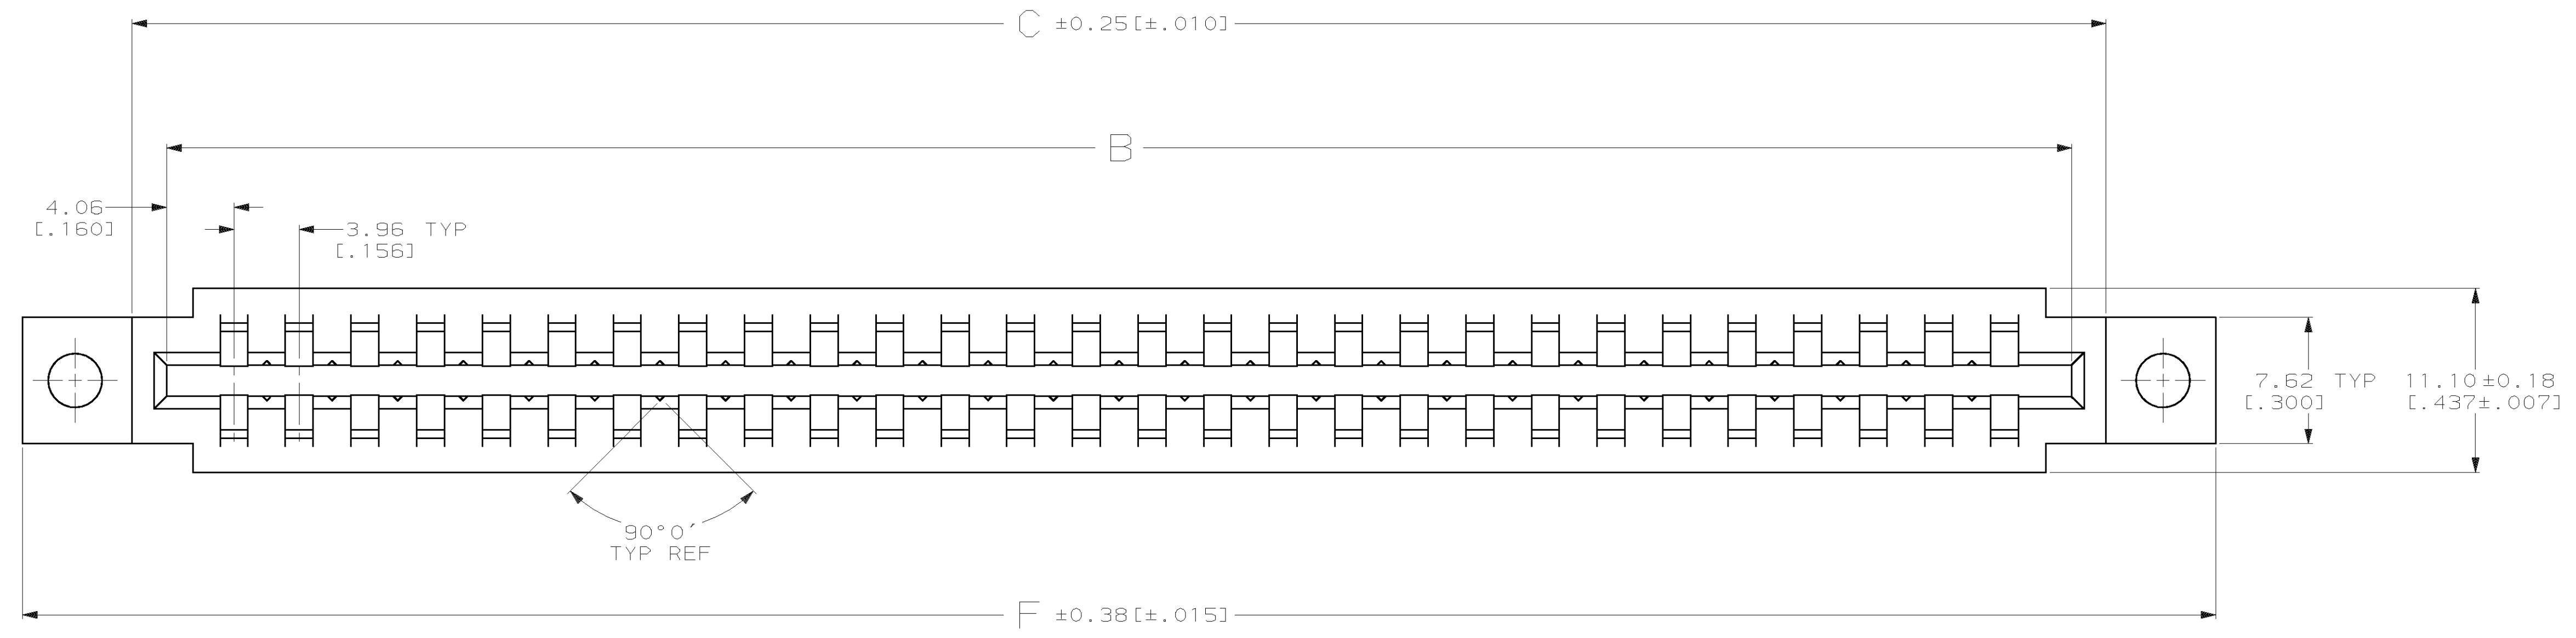 C ±0.25[±.010]
B
4.06
[.160]
3.96 TYP
[.156]
7.62 TYP
[.300]
11.10±0.18
[.437±.007]
90°0′
TYP REF
F ±0.38[±.015]